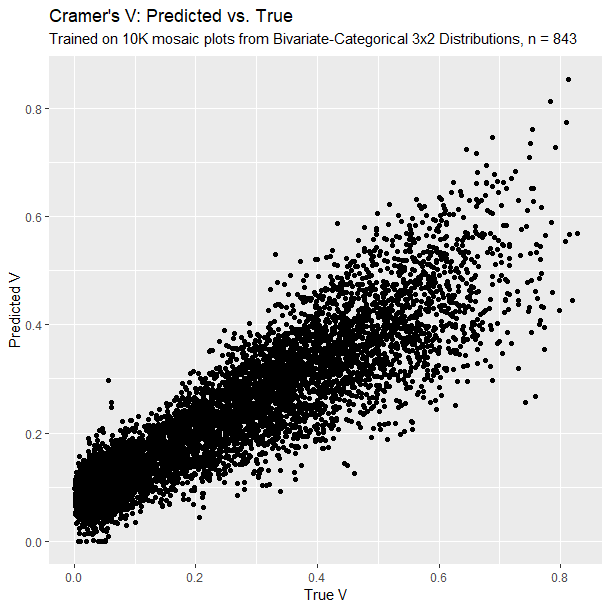 Cramer's V: Predicted vs. True
Trained on 10K mosaic plots from Bivariate-Categorical 3x2 Distributions, n = 843
0.8
0.6
Predicted V
0.4
0.2
0.0
0.0 0.2 0.4 0.6 0.8
True V